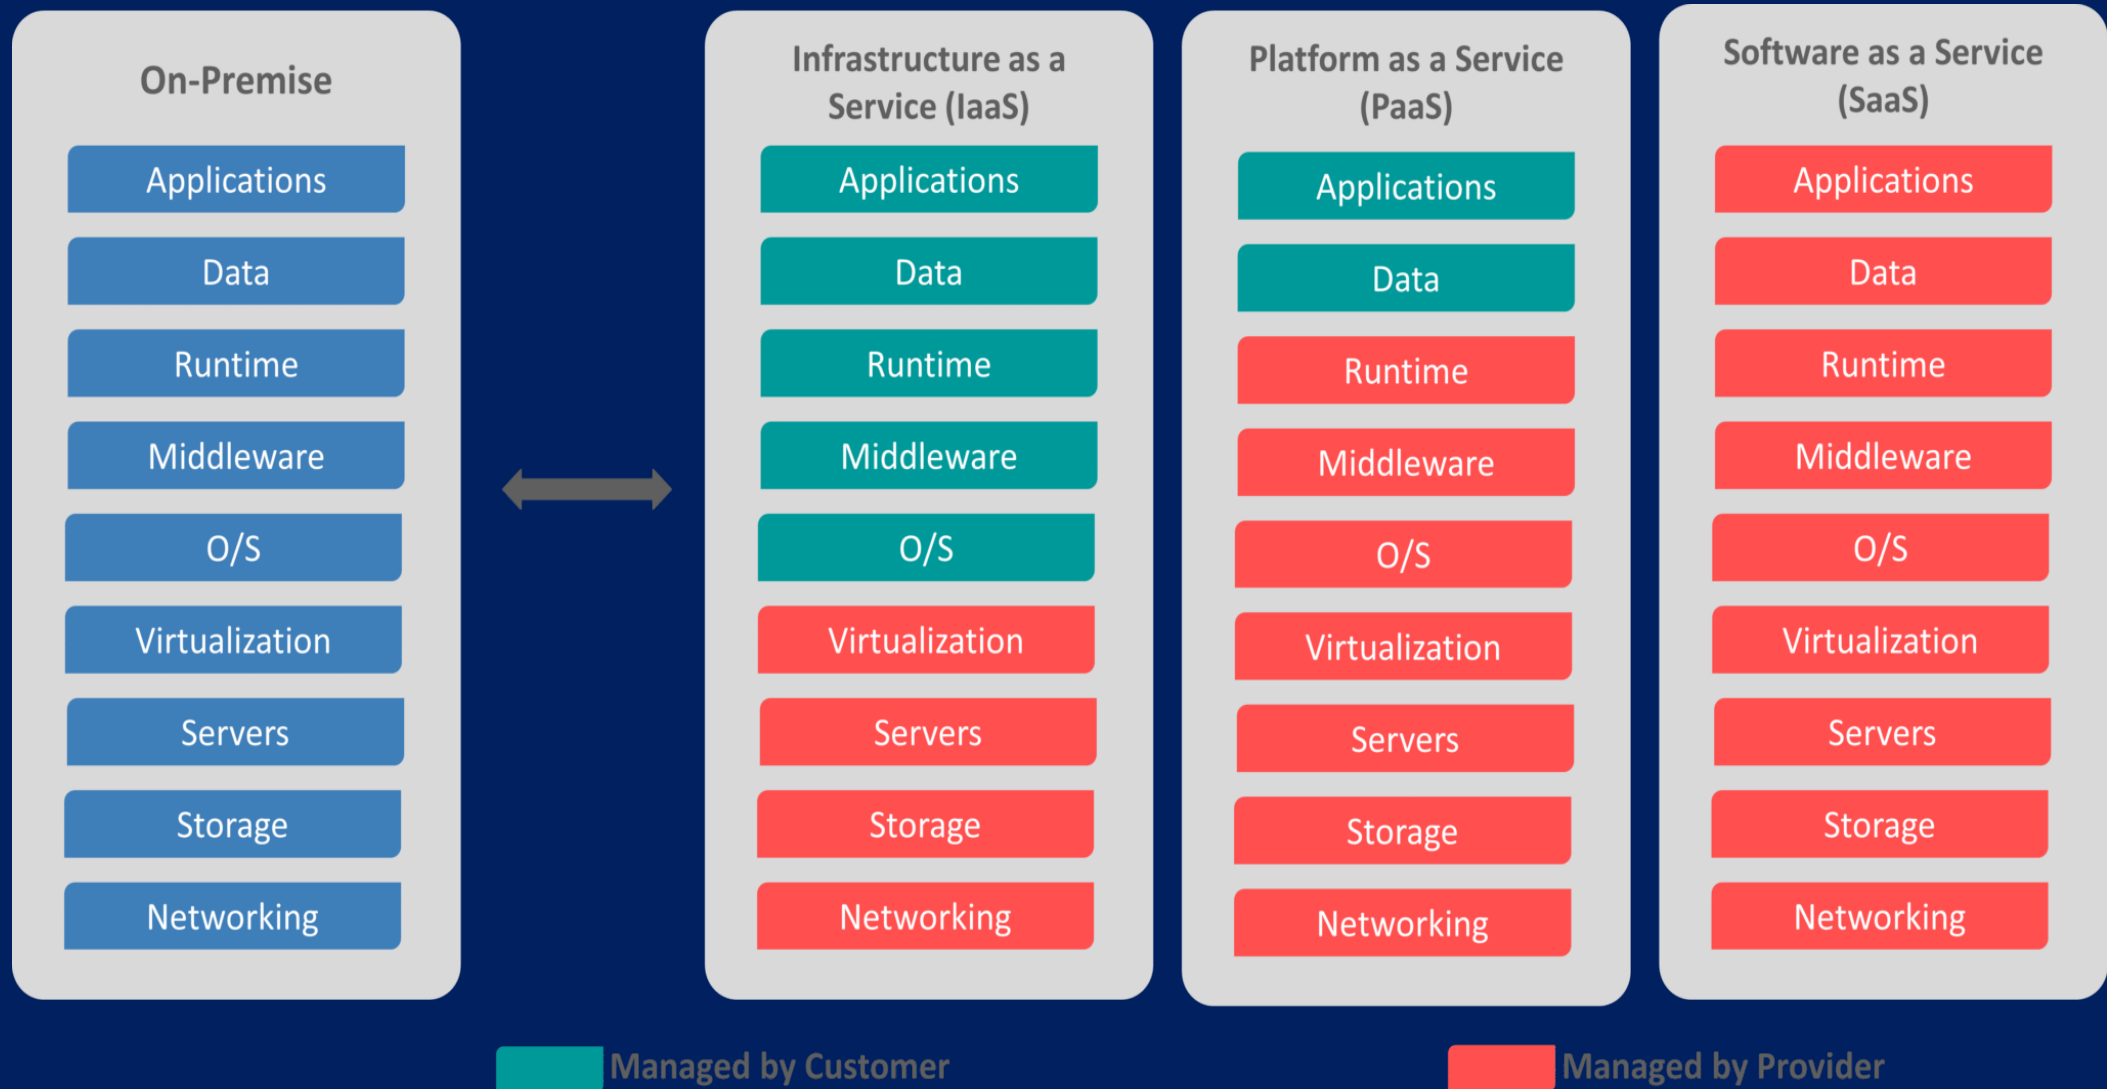 On-Premise
Applications
Data
Runtime
Middleware
O/S
Virtualization
Servers
Storage
Networking
Infrastructure as a
Service (IaaS)
Applications
Data
Runtime
Middleware
O/S
Virtualization
Servers
Storage
Networking
Platform as a Service
(PaaS)
Applications
Data
Runtime
Middleware
O/S
Virtualization
Servers
Storage
Networking
Software as a Service
(SaaS)
Applications
Data
Runtime
Middleware
O/S
Virtualization
Servers
Storage
Networking
Managed by Customer
Managed by Provider